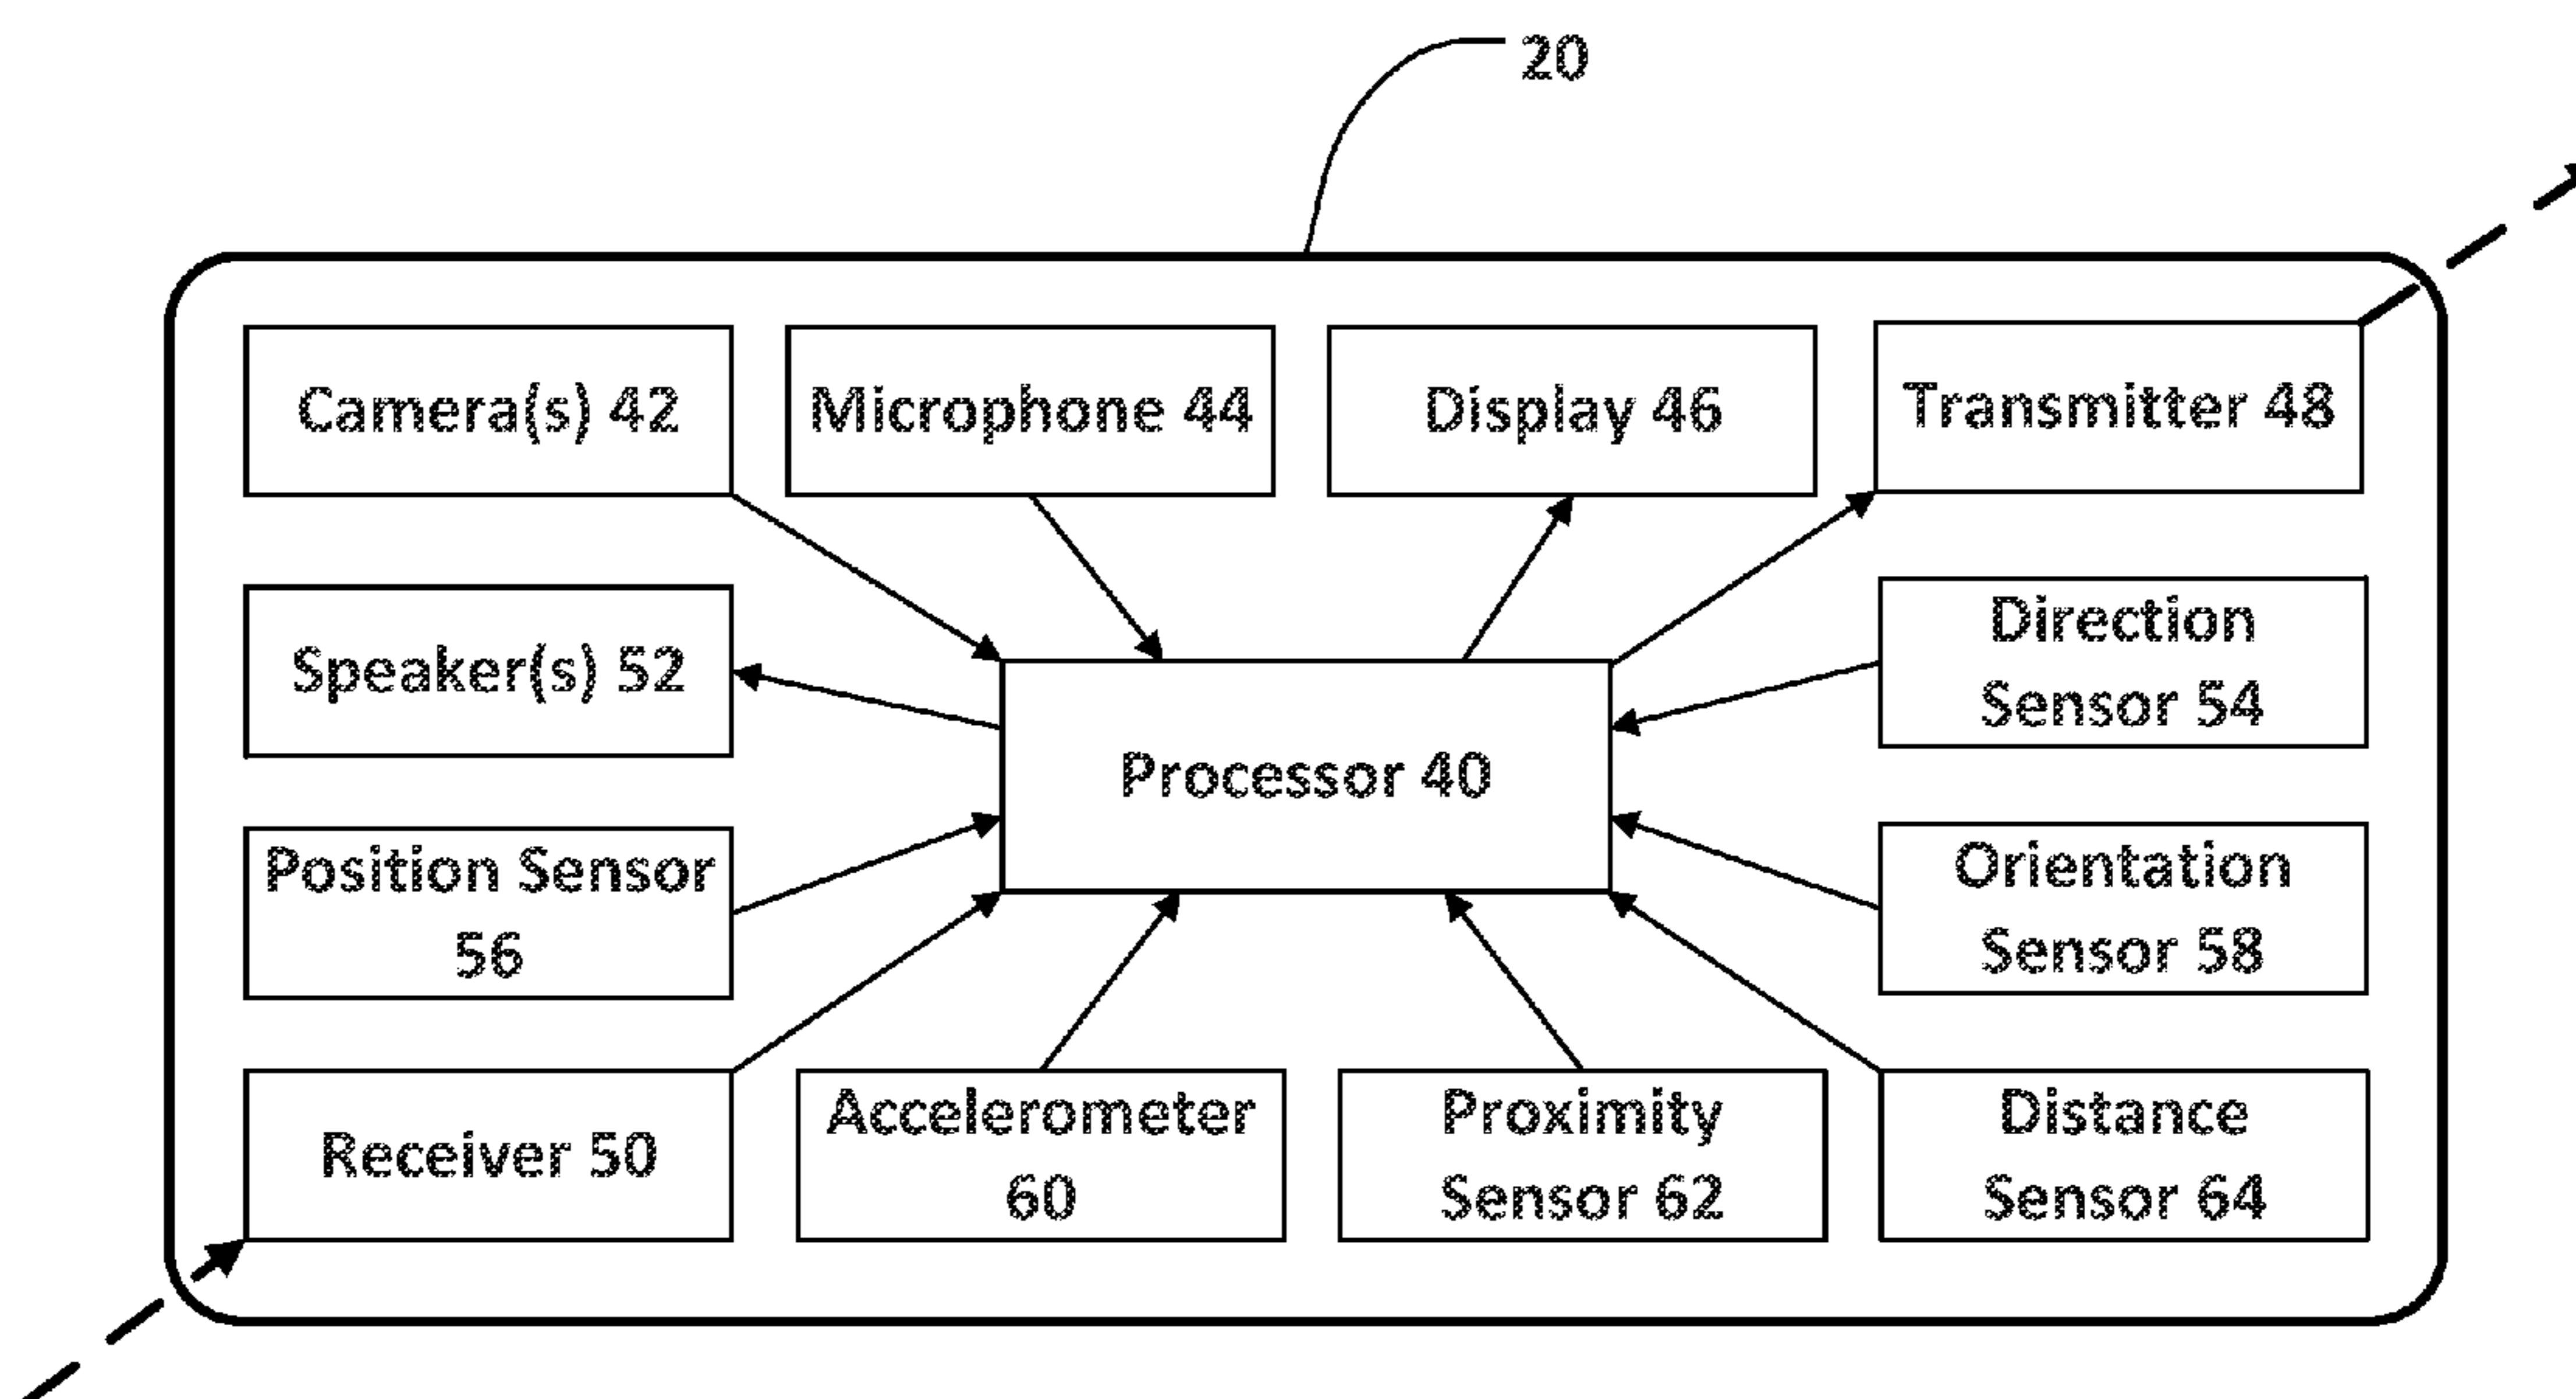 20
Camera(s) 42
Microphone 44
Display 46
Transmitter 48
Speaker(s) 52
Direction
Sensor 54
Processor 40
Position Sensor
56
Orientation
Sensor 58
Receiver 50
Accelerometer
60
Proximity
Sensor 62
Distance
Sensor 64